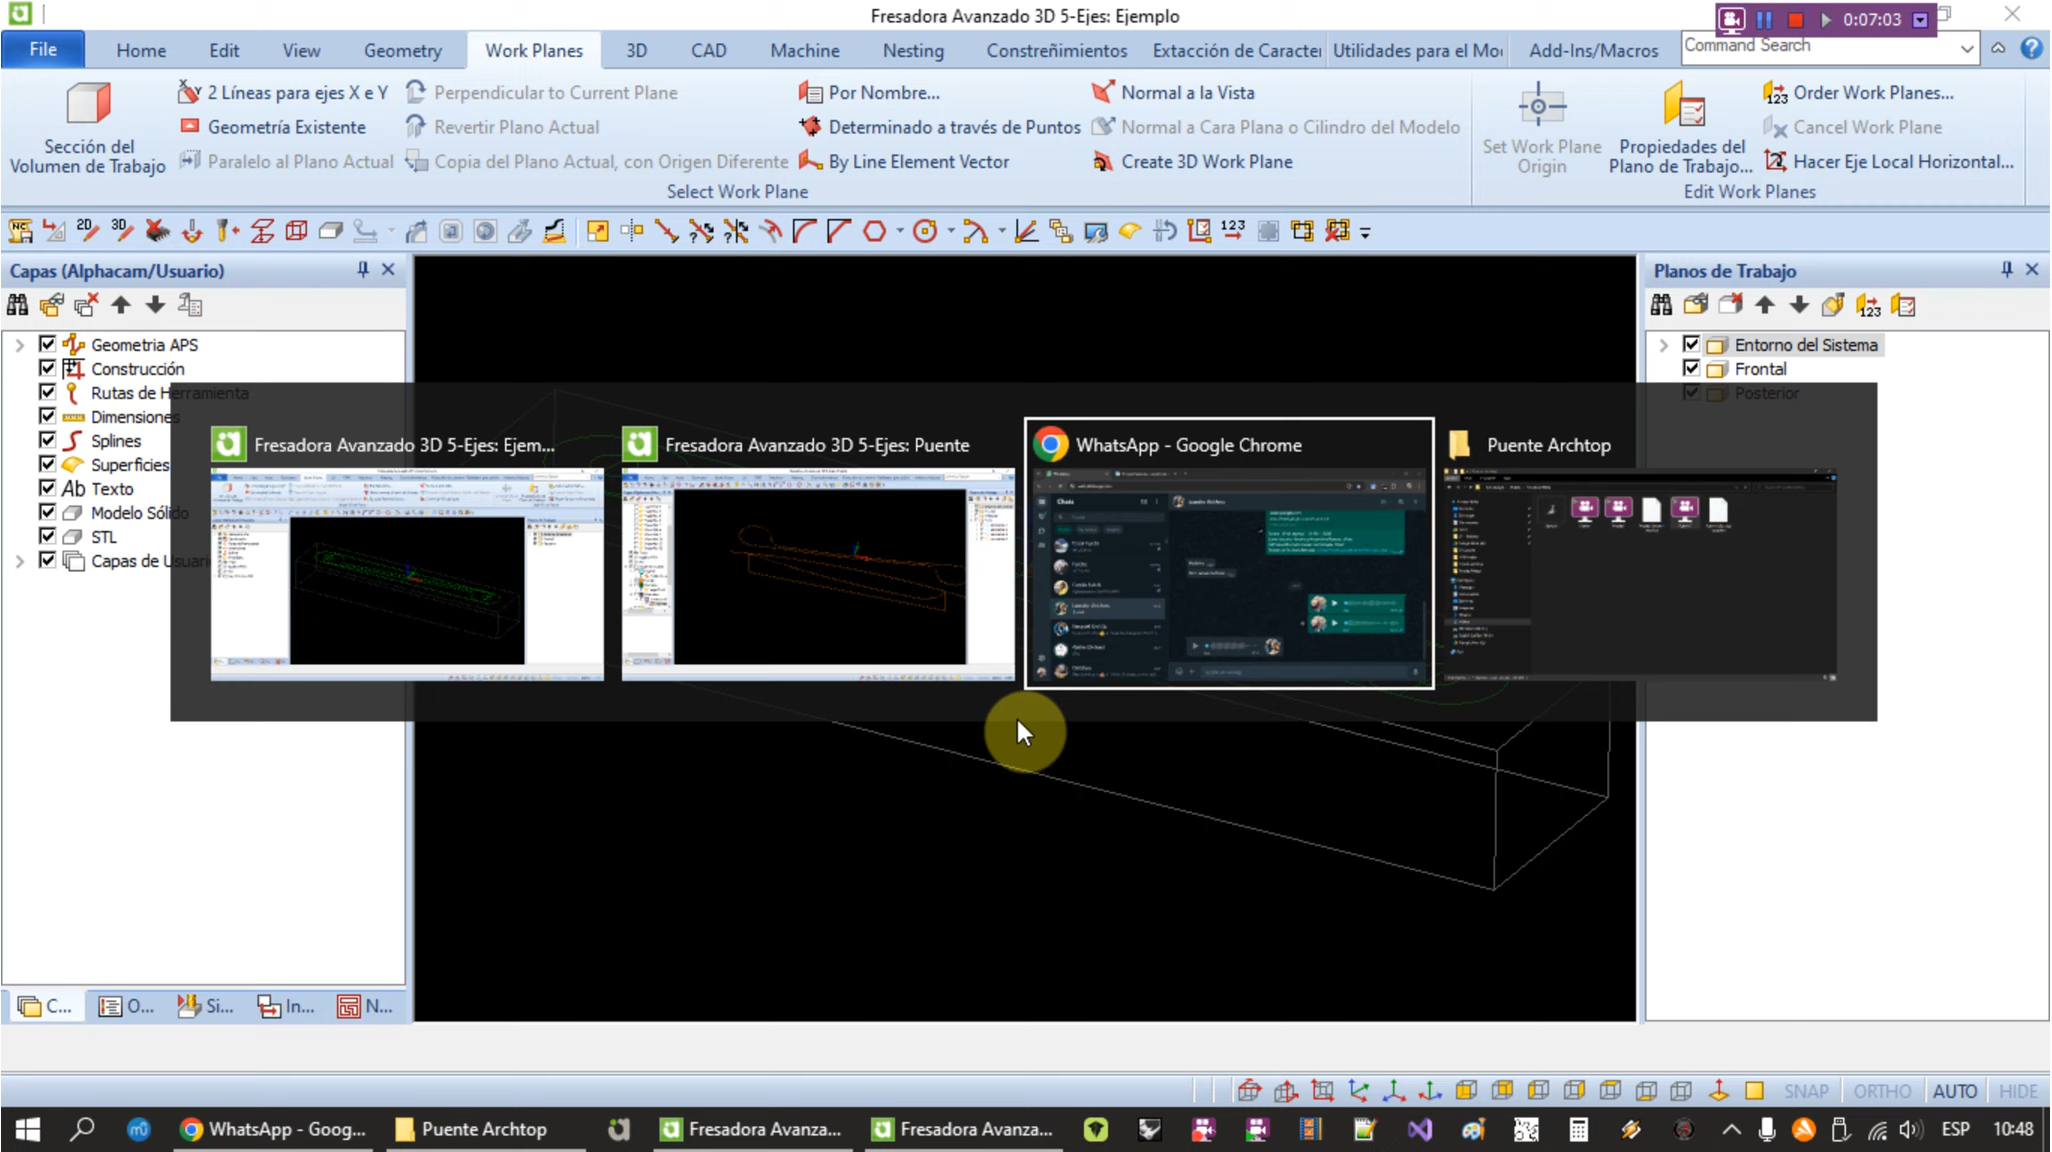 Fresadora Avanzado 3D 5-Ejes: Ejemplo
0:07:03
File
Home
Edit
View
Geometry
Work Planes
3D
CAD
Machine
Nesting
Constreñimientos
Extacción de Caracte
Utilidades para el Mo
Add-Ins/Macros
Command Search
Sección del
Volumen de Trabajo
2 Líneas para ejes X e Y
Geometría Existente
Paralelo al Plano Actual
Perpendicular to Current Plane
Revertir Plano Actual
Copia del Plano Actual, con Origen Diferente
Por Nombre...
Determinado a través de Puntos
By Line Element Vector
Normal a la Vista
Normal a Cara Plana o Cilindro del Modelo
Create 3D Work Plane
Select Work Plane
Set Work Plane
Origin
Propiedades del
Plano de Trabajo...
Order Work Planes...
Cancel Work Plane
Hacer Eje Local Horizontal...
Edit Work Planes
NC
2D
3D
123
Capas (Alphacam/Usuario)
Geometria APS
Construcción
Rutas de Herramienta
Dimensiones
Splines
Superficies
Ab Texto
Modelo Sólido
STL
Capas de Usuari
Planos de Trabajo
123
Entorno del Sistema
Frontal
Posterior
Fresadora Avanzado 3D 5-Ejes: Ejem...
Fresadora Avanzado 3D 5-Ejes: Puente
WhatsApp - Google Chrome
Puente Archtop
C...
O...
Si...
In...
N...
SNAP
ORTHO
AUTO
HIDE
WhatsApp - Goog...
Puente Archtop
Fresadora Avanza...
Fresadora Avanza...
ESP
10:48